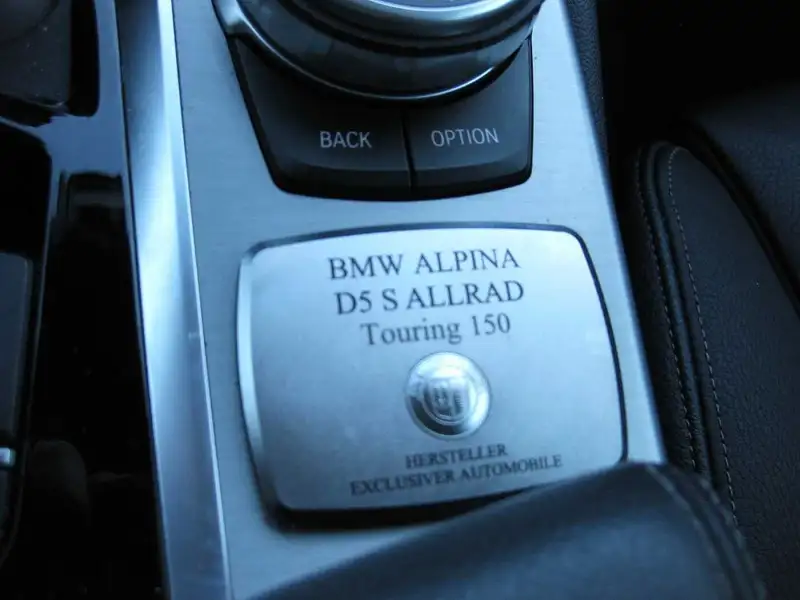 BACK OPTION
BMW ALPINA
D5 S ALLRAD
Touring 150
HERSTELLER
EXCLUSIVER AUTOMOBILE